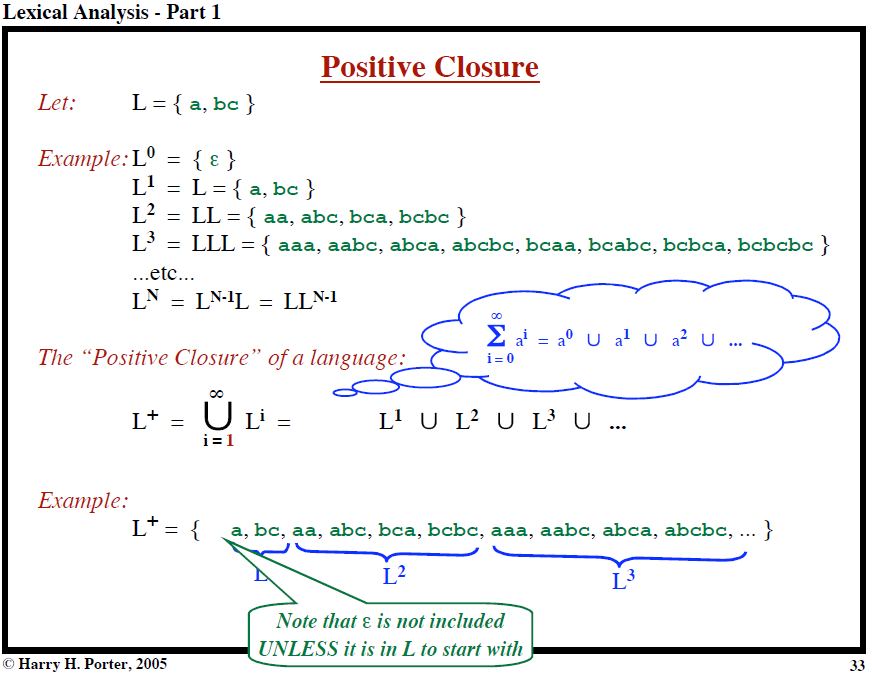 Lexical Analysis - Part 1
Positive Closure
Let: L = { a, bc }
Example: L⁰ = { ε }
L¹ = L = { a, bc }
L² = LL = { aa, abc, bca, bcbc }
L³ = LLL = { aaa, aabc, abca, abcbc, bcaa, bcabc, bcbca, bcbcbc }
...etc...
Lᴺ = Lᴺ⁻¹L = LLᴺ⁻¹
∞
Σ aⁱ = a⁰ ∪ a¹ ∪ a² ∪ ...
i = 0
The “Positive Closure” of a language:
∞
L⁺ = ∪ Lⁱ = L¹ ∪ L² ∪ L³ ∪ ...
i = 1
Example:
L⁺ = { a, bc, aa, abc, bca, bcbc, aaa, aabc, abca, abcbc, ... }
L L² L³
Note that ε is not included
UNLESS it is in L to start with
© Harry H. Porter, 2005 33